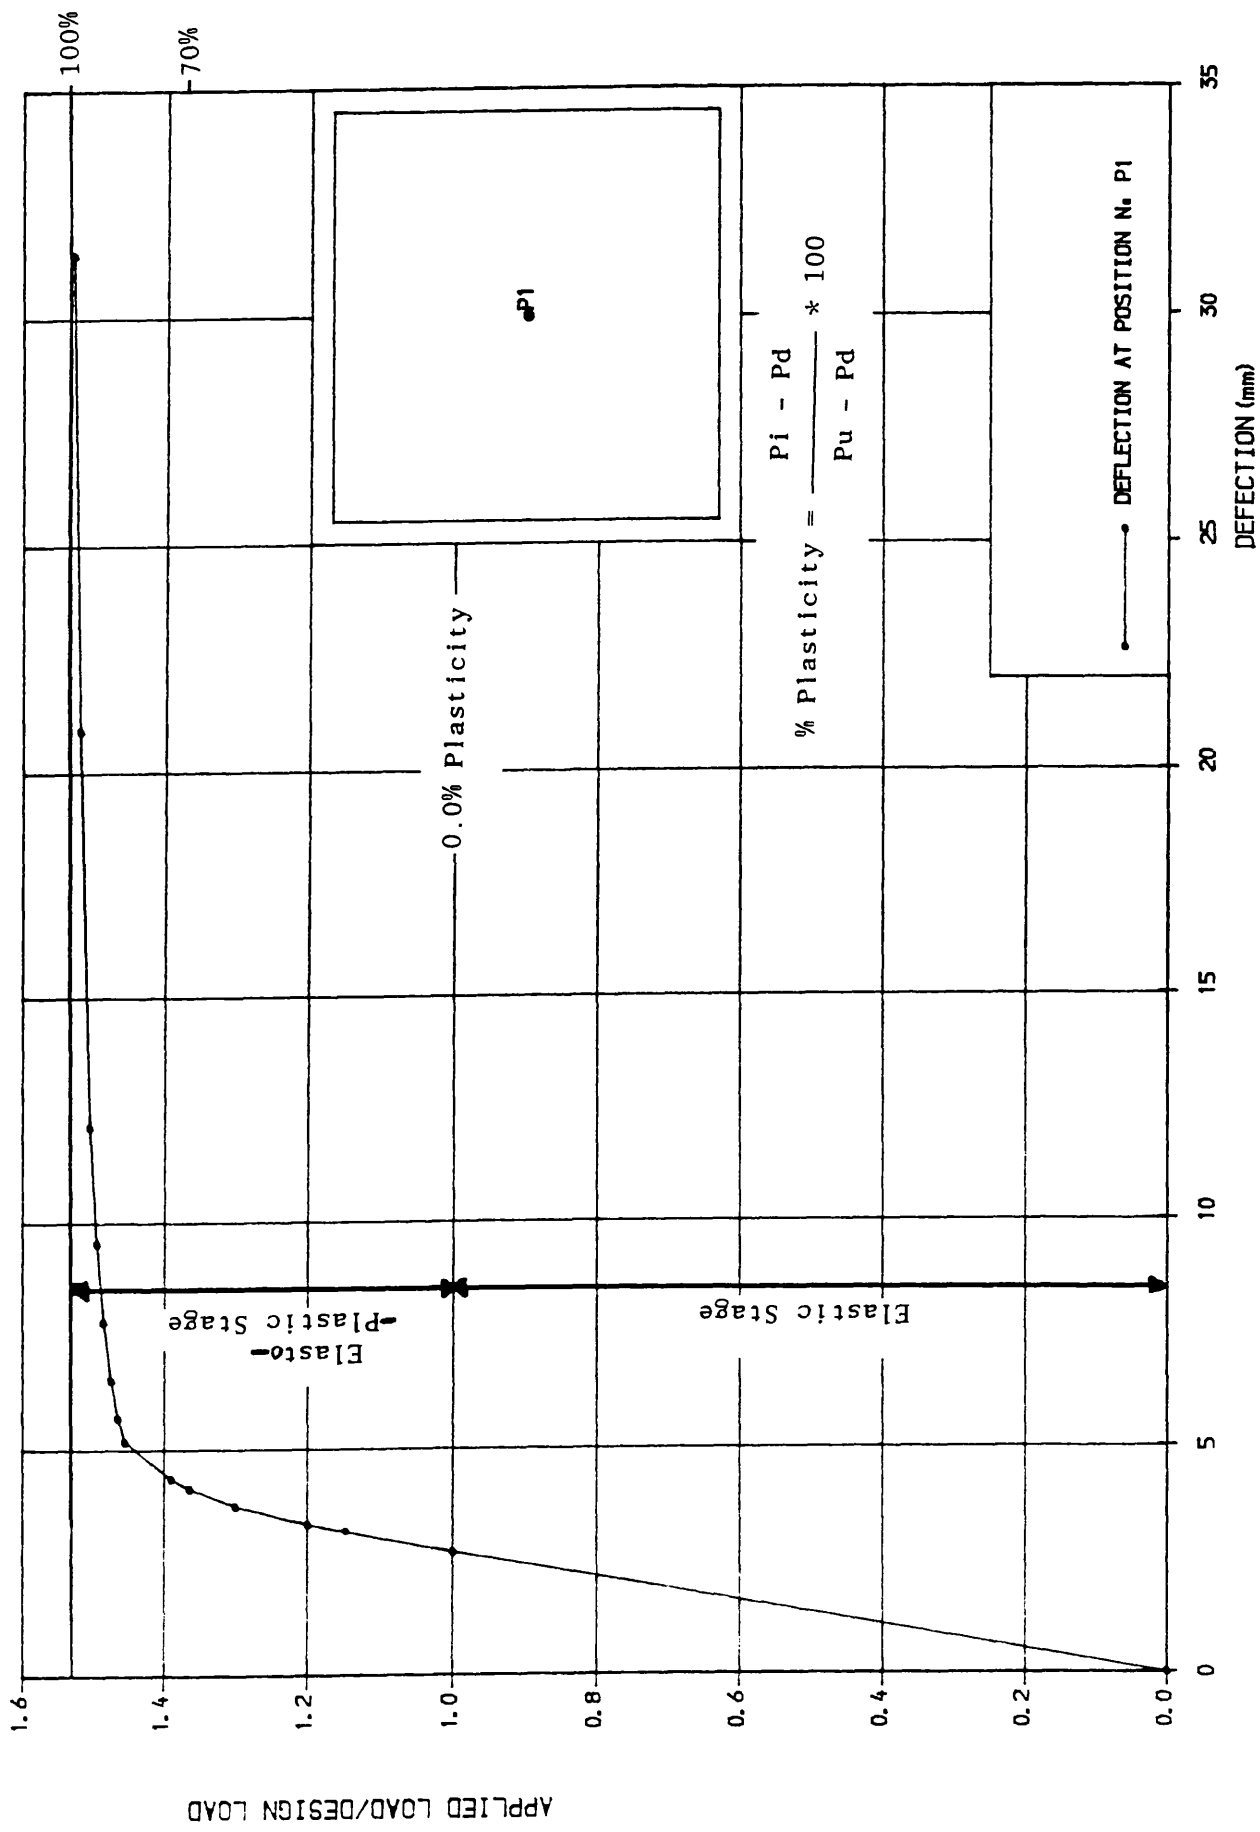 APPLIED LOAD/DESIGN LOAD
1.6
1.4
1.2
1.0
0.8
0.6
0.4
0.2
0.0
100%
70%
Elasto-
-Plastic Stage
Elastic Stage
0.0% Plasticity
P1
% Plasticity = Pi - Pd / Pu - Pd * 100
DEFLECTION AT POSITION N. P1
0
5
10
15
20
25
30
35
DEFECTION (mm)